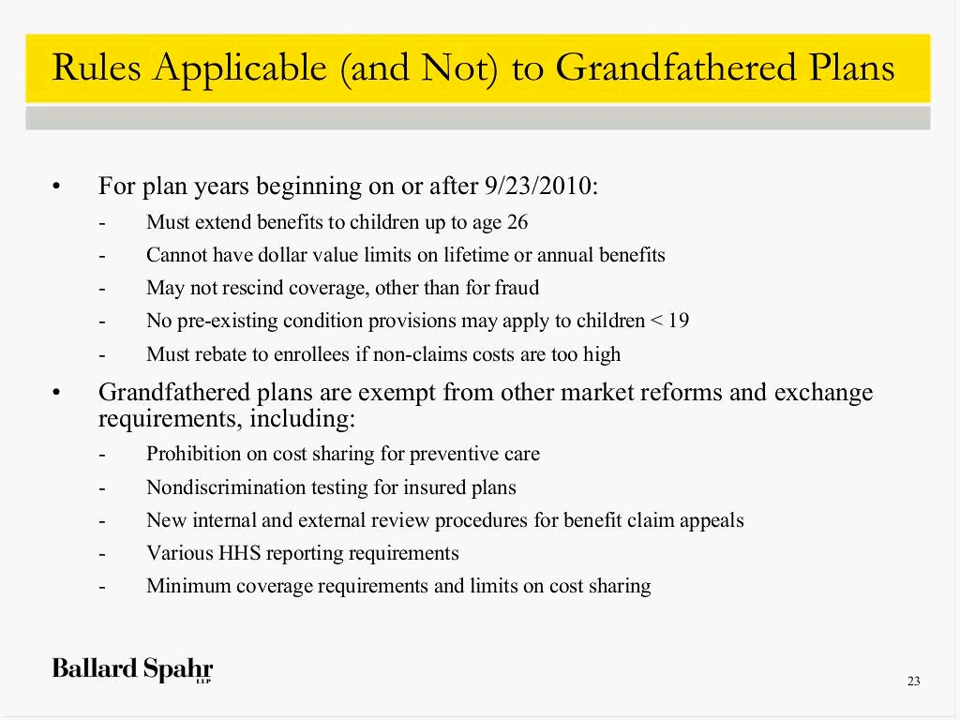 Rules Applicable (and Not) to Grandfathered Plans
• For plan years beginning on or after 9/23/2010:
- Must extend benefits to children up to age 26
- Cannot have dollar value limits on lifetime or annual benefits
- May not rescind coverage, other than for fraud
- No pre-existing condition provisions may apply to children < 19
- Must rebate to enrollees if non-claims costs are too high
• Grandfathered plans are exempt from other market reforms and exchange
requirements, including:
- Prohibition on cost sharing for preventive care
- Nondiscrimination testing for insured plans
- New internal and external review procedures for benefit claim appeals
- Various HHS reporting requirements
- Minimum coverage requirements and limits on cost sharing
Ballard Spahr
LLP
23